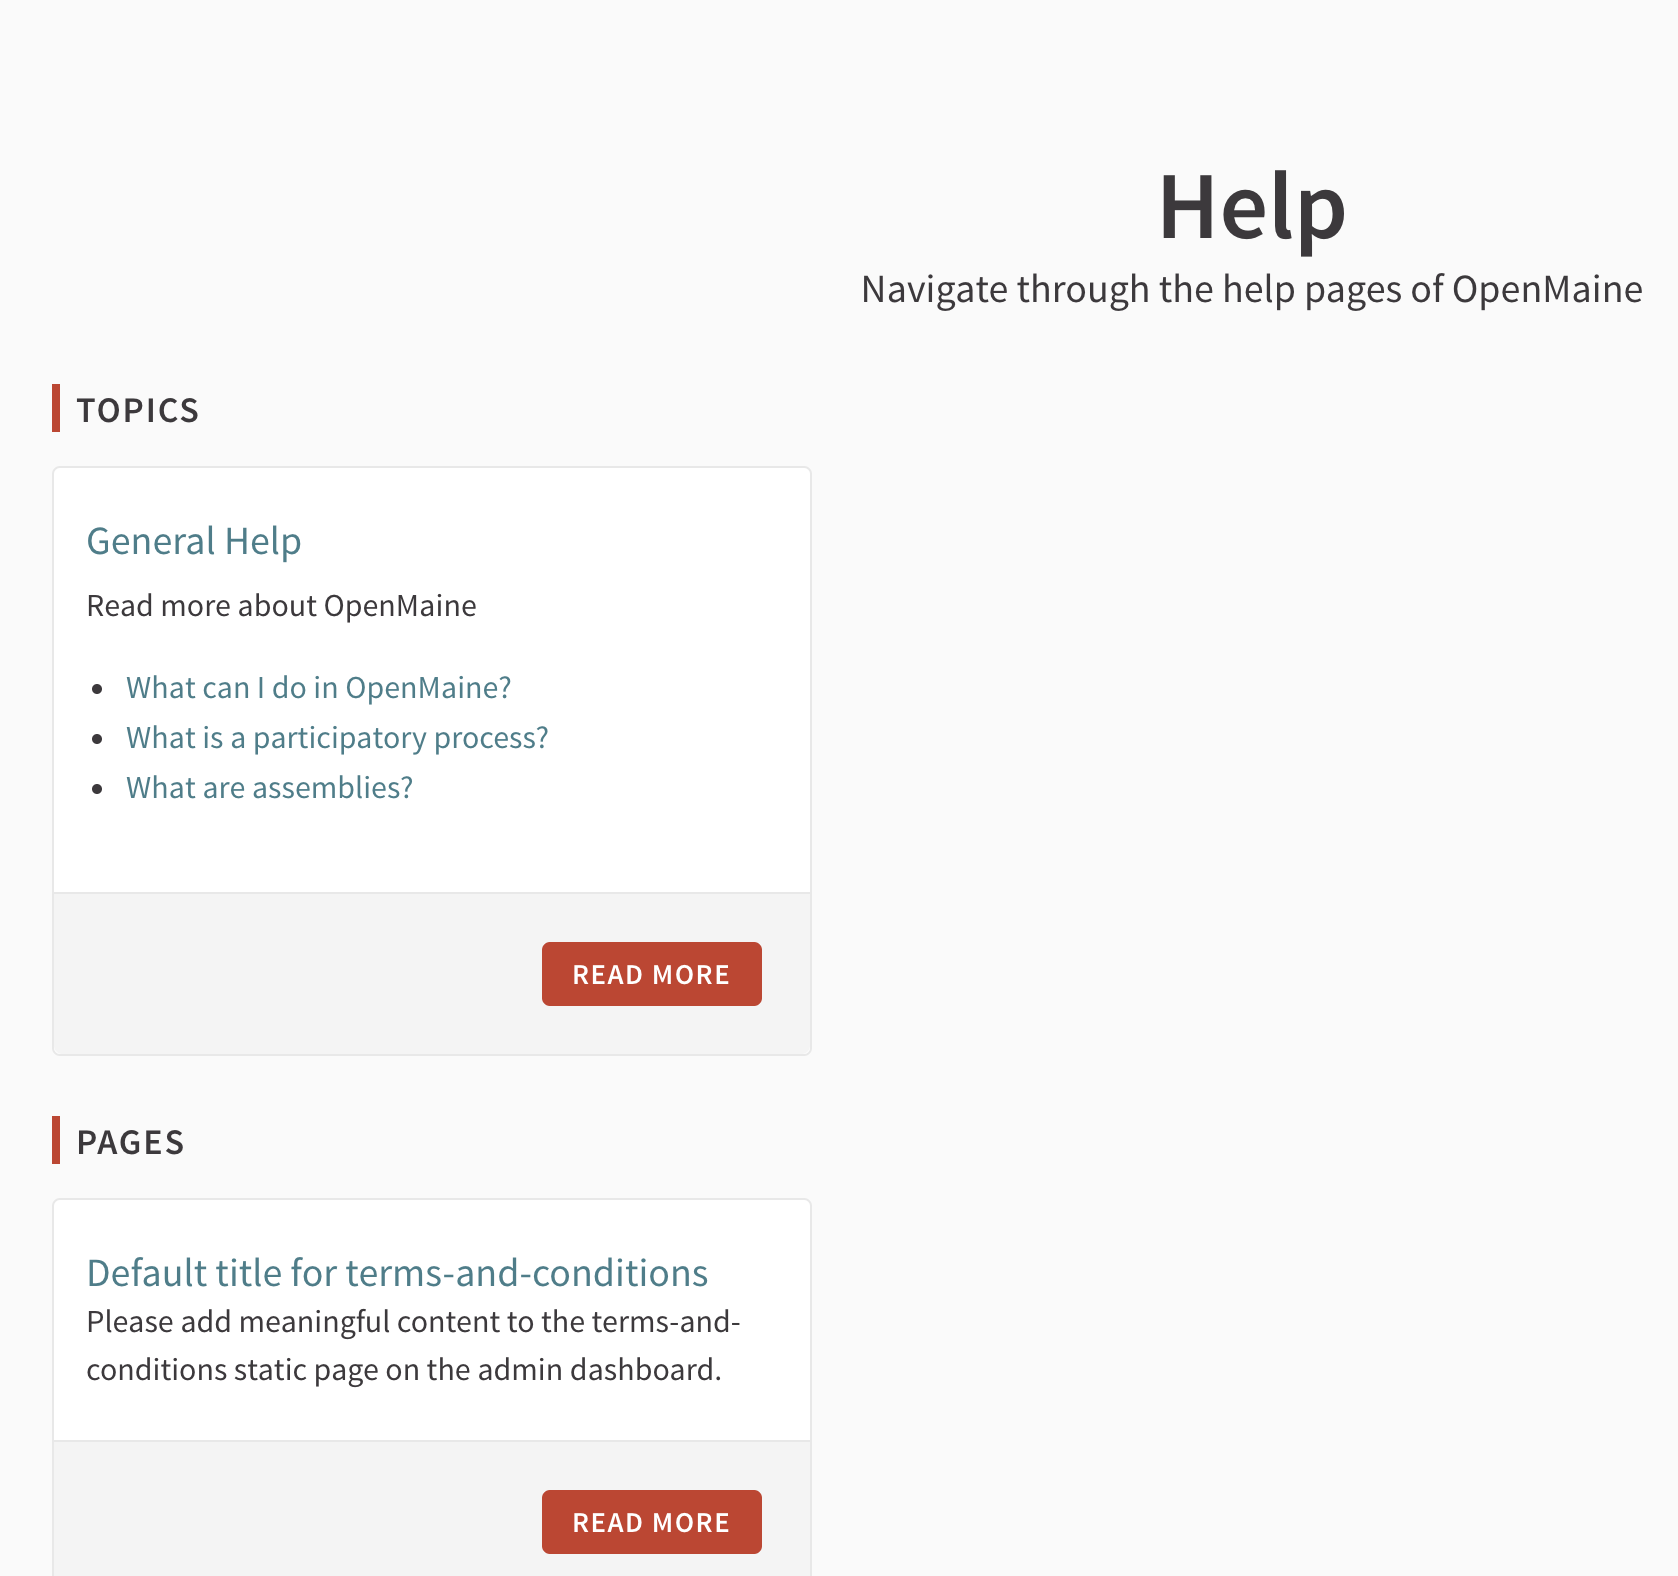 Help
Navigate through the help pages of OpenMaine
TOPICS
General Help
Read more about OpenMaine
What can I do in OpenMaine?
What is a participatory process?
What are assemblies?
READ MORE
PAGES
Default title for terms-and-conditions
Please add meaningful content to the terms-and-
conditions static page on the admin dashboard.
READ MORE